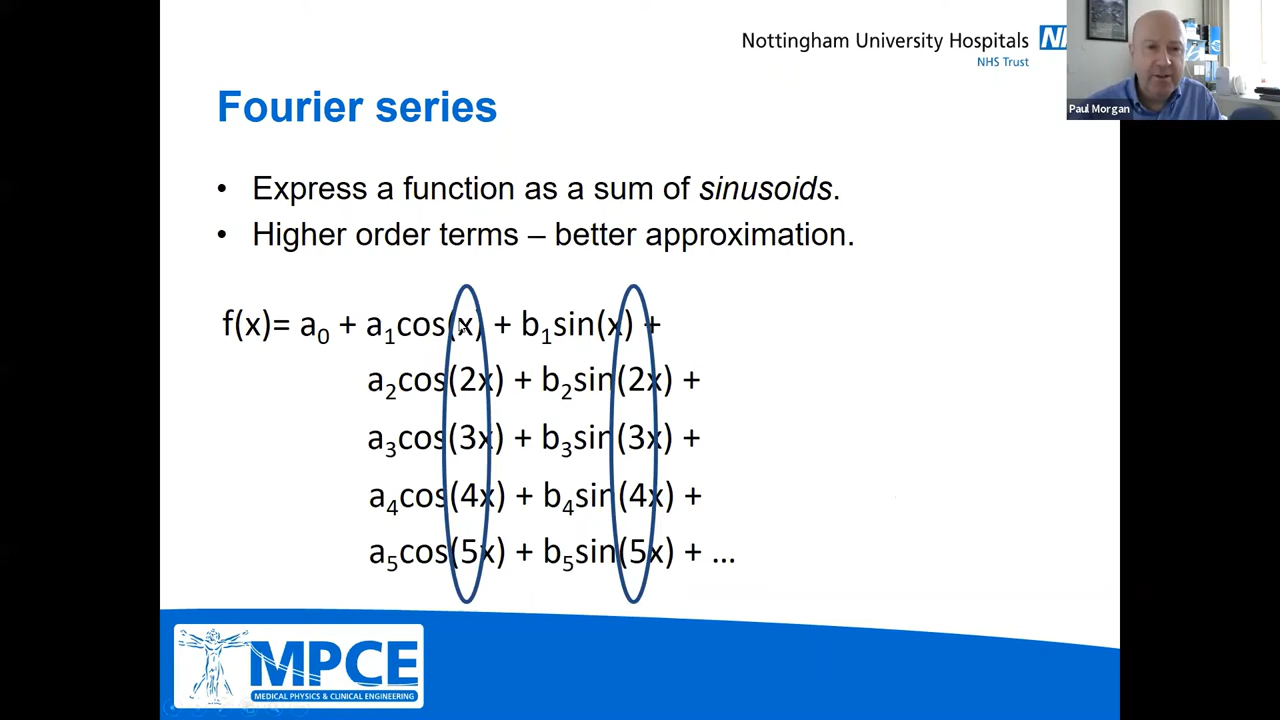 Nottingham University Hospitals
NHS Trust
Paul Morgan
Fourier series
• Express a function as a sum of sinusoids.
• Higher order terms – better approximation.
f(x)= a₀ + a₁cos(x) + b₁sin(x) +
a₂cos(2x) + b₂sin(2x) +
a₃cos(3x) + b₃sin(3x) +
a₄cos(4x) + b₄sin(4x) +
a₅cos(5x) + b₅sin(5x) + ...
MPCE
MEDICAL PHYSICS & CLINICAL ENGINEERING